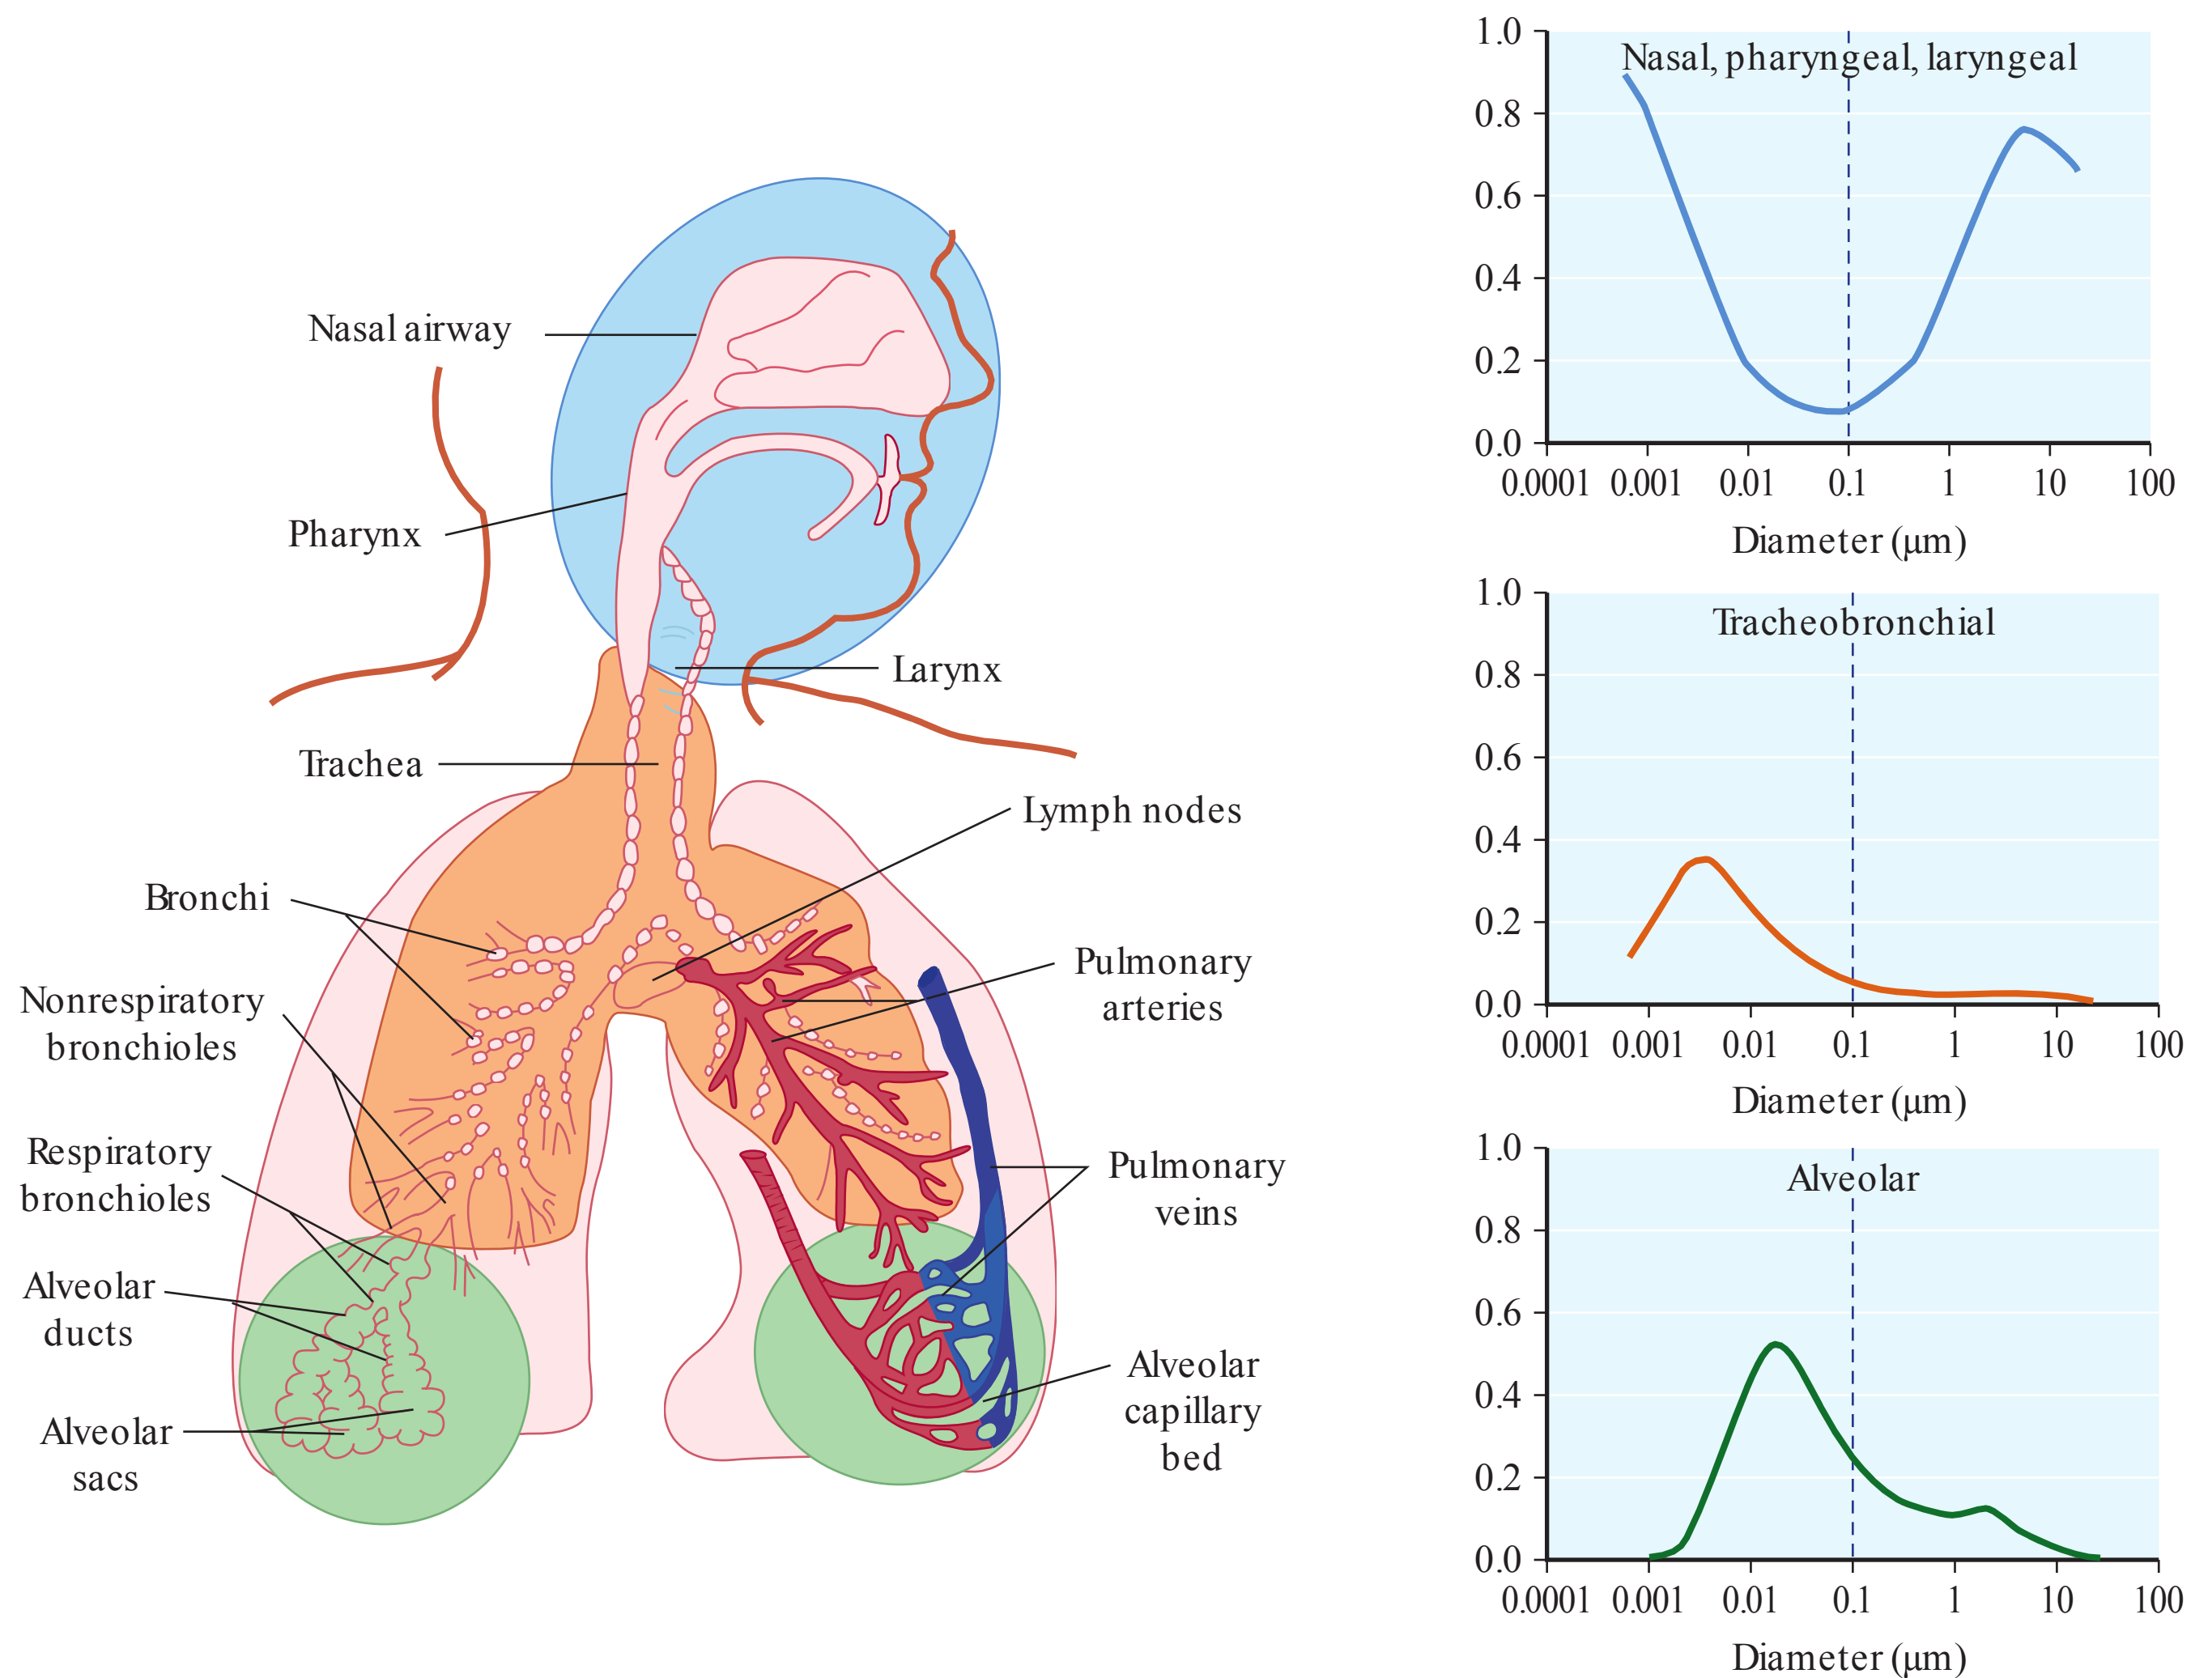 Nasal airway
Pharynx
Larynx
Trachea
Lymph nodes
Bronchi
Pulmonary
arteries
Nonrespiratory
bronchioles
Respiratory
bronchioles
Pulmonary
veins
Alveolar
ducts
Alveolar
capillary
bed
Alveolar
sacs
Nasal, pharyngeal, laryngeal
1.0
0.8
0.6
0.4
0.2
0.0
0.0001 0.001 0.01 0.1 1 10 100
Diameter (μm)
Tracheobronchial
1.0
0.8
0.6
0.4
0.2
0.0
0.0001 0.001 0.01 0.1 1 10 100
Diameter (μm)
Alveolar
1.0
0.8
0.6
0.4
0.2
0.0
0.0001 0.001 0.01 0.1 1 10 100
Diameter (μm)